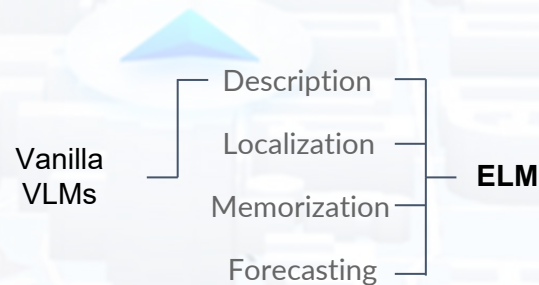 Description
Localization
Vanilla
VLMs
ELM
Memorization
Forecasting